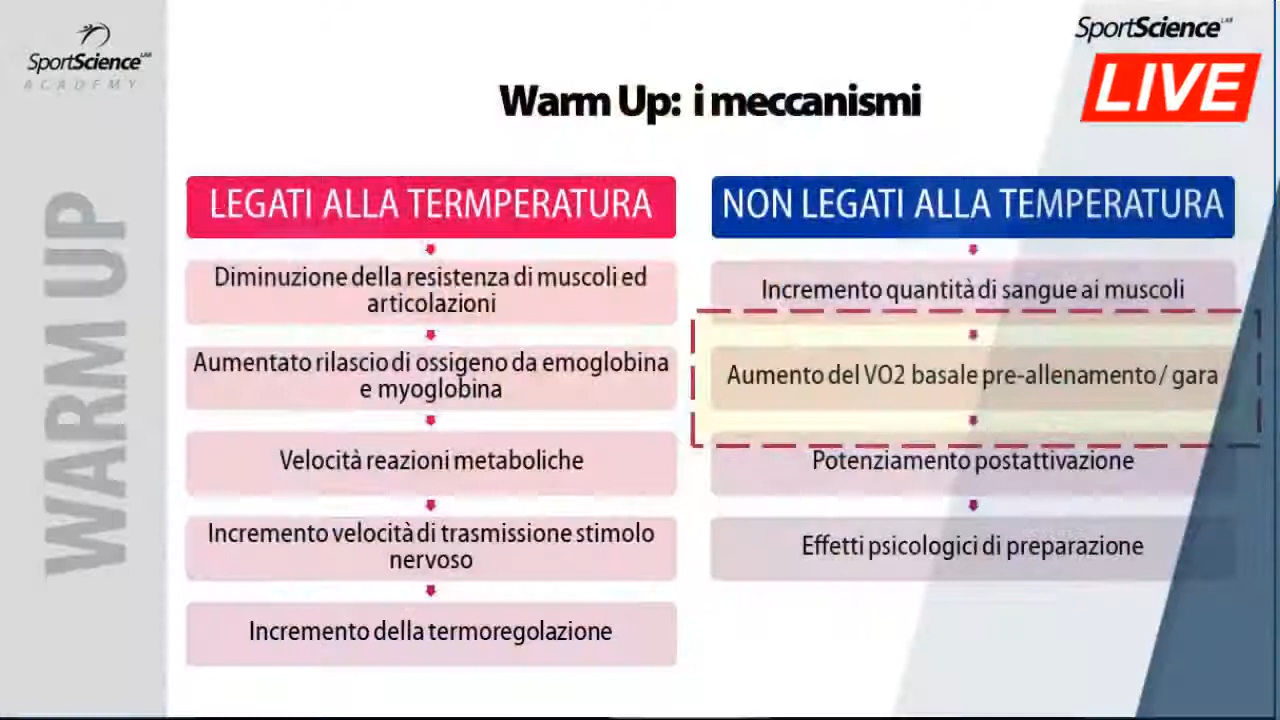 SportScience LAB
ACADEMY
SportScience LAB
LIVE
Warm Up: i meccanismi
WARM UP
LEGATI ALLA TERMPERATURA
Diminuzione della resistenza di muscoli ed
articolazioni
Aumentato rilascio di ossigeno da emoglobina
e myoglobina
Velocità reazioni metaboliche
Incremento velocità di trasmissione stimolo
nervoso
Incremento della termoregolazione
NON LEGATI ALLA TEMPERATURA
Incremento quantità di sangue ai muscoli
Aumento del VO2 basale pre-allenamento / gara
Potenziamento postattivazione
Effetti psicologici di preparazione